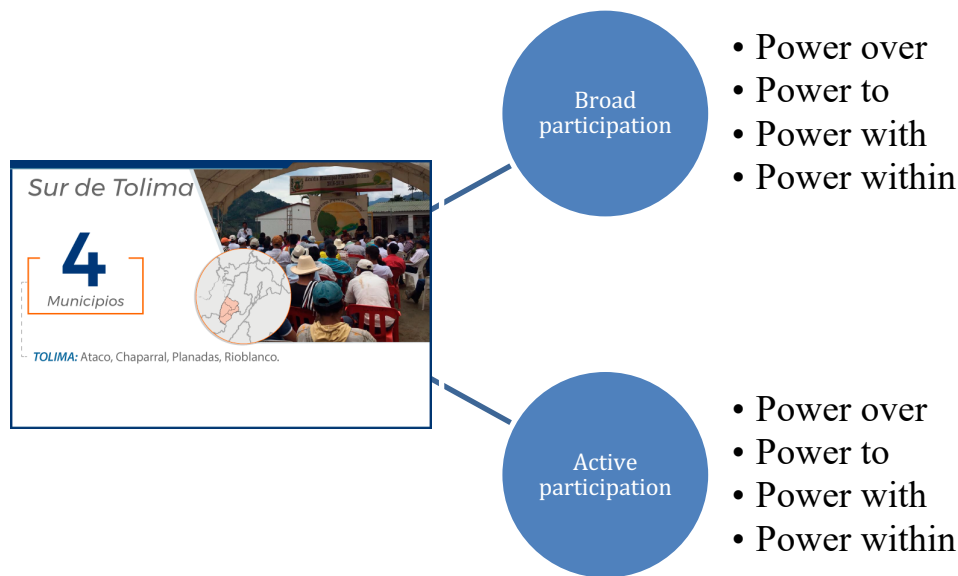 Sur de Tolima
4
Municipios
TOLIMA: Ataco, Chaparral, Planadas, Rioblanco.
Broad
participation
• Power over
• Power to
• Power with
• Power within
Active
participation
• Power over
• Power to
• Power with
• Power within